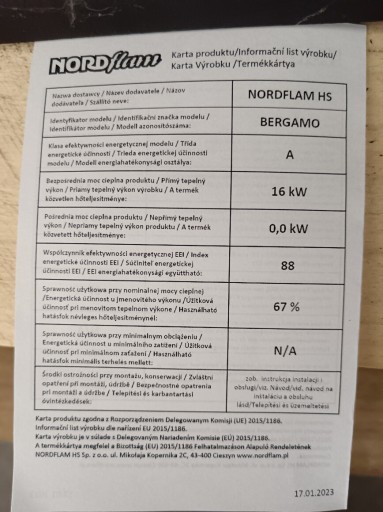 NORDflam
Karta produktu/Informační list výrobku/
Karta Výrobku /Termékkártya
Nazwa dostawcy / Název dodavatele / Názov
dodávateľa / Szállító neve:
NORDFLAM HS
Identyfikator modelu / Identifikační značka modelu /
Identifikátor modelu / Modell azonosítószáma:
BERGAMO
Klasa efektywności energetycznej modelu / Třída
energetické účinnosti / Trieda energetickej účinnosti
modelu / Modell energiahatékonysági osztálya:
A
Bezpośrednia moc cieplna produktu / Přímý tepelný
výkon / Priamy tepelný výkon výrobku / A termék
közvetlen hőteljesítménye:
16 kW
Pośrednia moc cieplna produktu / Nepřímý tepelný
výkon / Nepriamy tepelný výkon produktu / A termék
közvetett hőteljesítménye:
0,0 kW
Współczynnik efektywności energetycznej EEI / Index
energetické účinnosti EEI / Súčiniteľ energetickej
účinnosti EEI / EEI energiahatékonysági együttható:
88
Sprawność użytkowa przy nominalnej mocy cieplnej
/Energetická účinnost u jmenovitého výkonu /Úžitková
účinnosť pri menovitom tepelnom výkone / Használható
hatásfok névleges hőteljesítménynél:
67 %
Sprawność użytkowa przy minimalnym obciążeniu /
Energetická účinnost u minimálního zatížení / Úžitková
účinnosť pri minimálnom zaťažení / Használható
hatásfok minimális terhelés mellett:
N/A
Środki ostrożności przy montażu, konserwacji / Zvláštní
opatření při montáži, údržbě / Bezpečnostné opatrenia
pri montáži a údržbe / Telepítési és karbantartási
óvintézkedések:
zob. instrukcja instalacji i
obsługi/viz. Návod/viď. návod na
inštaláciu a obsluhu
lásd/Telepítési és üzemeltetési
Karta produktu zgodna z Rozporządzeniem Delegowanym Komisji (UE) 2015/1186.
Informační list výrobku dle nařízení EU 2015/1186.
Karta výrobku je v súlade s Delegovaným Nariadením Komisie (EÚ) 2015/1186.
A termékkártya megfelel a Bizottság (EU) 2015/1186 Felhatalmazáson Alapuló Rendeletének
NORDFLAM HS Sp. z o.o. ul. Mikołaja Kopernika 2C, 43-400 Cieszyn www.nordflam.pl
17.01.2023